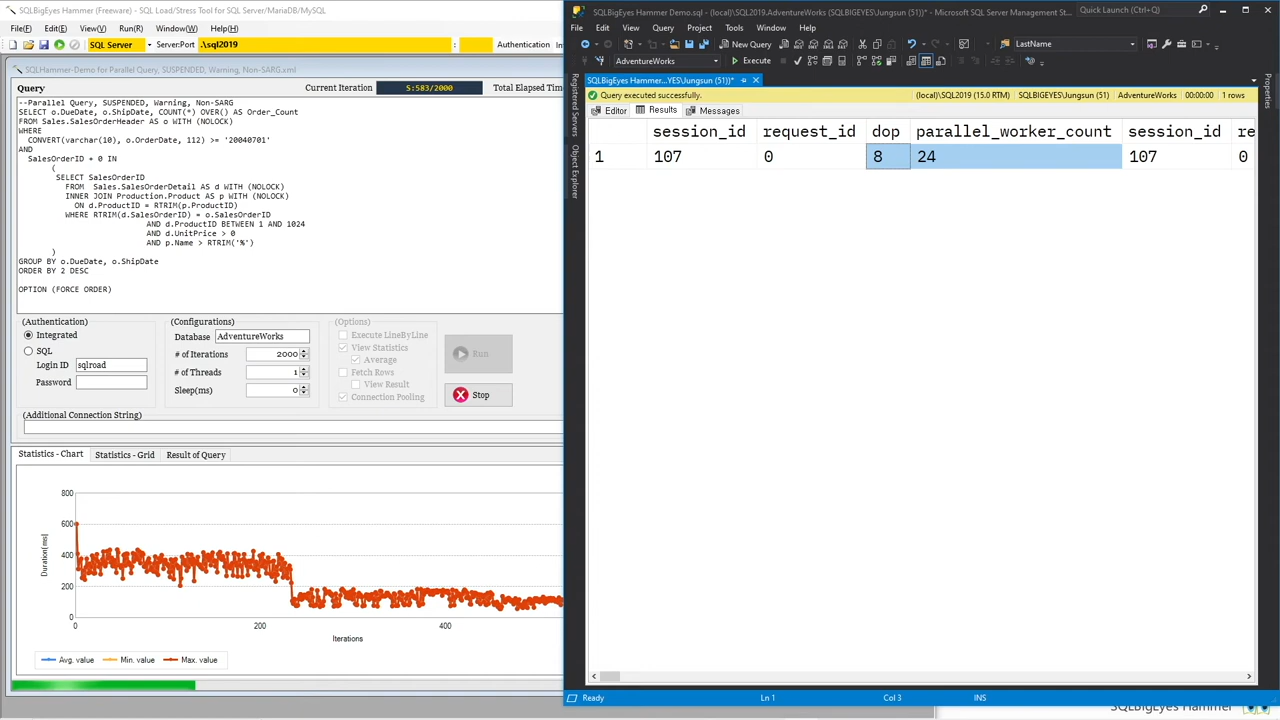 SQLBigEyes Hammer (Freeware) - SQL Load/Stress Tool for SQL Server/MariaDB/MySQL
File(F) Edit(E) View(V) Run(R) Window(W) Help(H)
SQL Server Server:Port .\sql2019 : Authentication In
SQLHammer-Demo for Parallel Query, SUSPENDED, Warning, Non-SARG.xml
Query Current Iteration S:583/2000 Total Elapsed Tim
--Parallel Query, SUSPENDED, Warning, Non-SARG
SELECT o.DueDate, o.ShipDate, COUNT(*) OVER() AS Order_Count
FROM Sales.SalesOrderHeader AS o WITH (NOLOCK)
WHERE
CONVERT(varchar(10), o.OrderDate, 112) >= '20040701'
AND
SalesOrderID + 0 IN
(
SELECT SalesOrderID
FROM Sales.SalesOrderDetail AS d WITH (NOLOCK)
INNER JOIN Production.Product AS p WITH (NOLOCK)
ON d.ProductID = RTRIM(p.ProductID)
WHERE RTRIM(d.SalesOrderID) = o.SalesOrderID
AND d.ProductID BETWEEN 1 AND 1024
AND d.UnitPrice > 0
AND p.Name > RTRIM('%')
)
GROUP BY o.DueDate, o.ShipDate
ORDER BY 2 DESC
OPTION (FORCE ORDER)
(Authentication)
Integrated
SQL
Login ID sqlroad
Password
(Configurations)
Database AdventureWorks
# of Iterations 2000
# of Threads 1
Sleep(ms) 0
(Options)
Execute LineByLine
View Statistics
Average
Fetch Rows
View Result
Connection Pooling
Run
Stop
(Additional Connection String)
Statistics - Chart Statistics - Grid Result of Query
800
600
400
200
0
Duration(ms)
0 200 400
Iterations
Avg. value Min. value Max. value
SQLBigEyes Hammer Demo.sql - (local)\SQL2019.AdventureWorks (SQLBIGEYES\Jungsun (51))* - Microsoft SQL Server Management St...
Quick Launch (Ctrl+Q)
File Edit View Query Project Tools Window Help
New Query LastName
AdventureWorks Execute
Registered Servers
Object Explorer
Properties
SQLBigEyes Hammer...YES\Jungsun (51))*
Query executed successfully. (local)\SQL2019 (15.0 RTM) SQLBIGEYES\Jungsun (51) AdventureWorks 00:00:00 1 rows
Editor Results Messages
session_id request_id dop parallel_worker_count session_id re
1 107 0 8 24 107 0
Ready Ln 1 Col 3 INS
SQLBigEyes Hammer